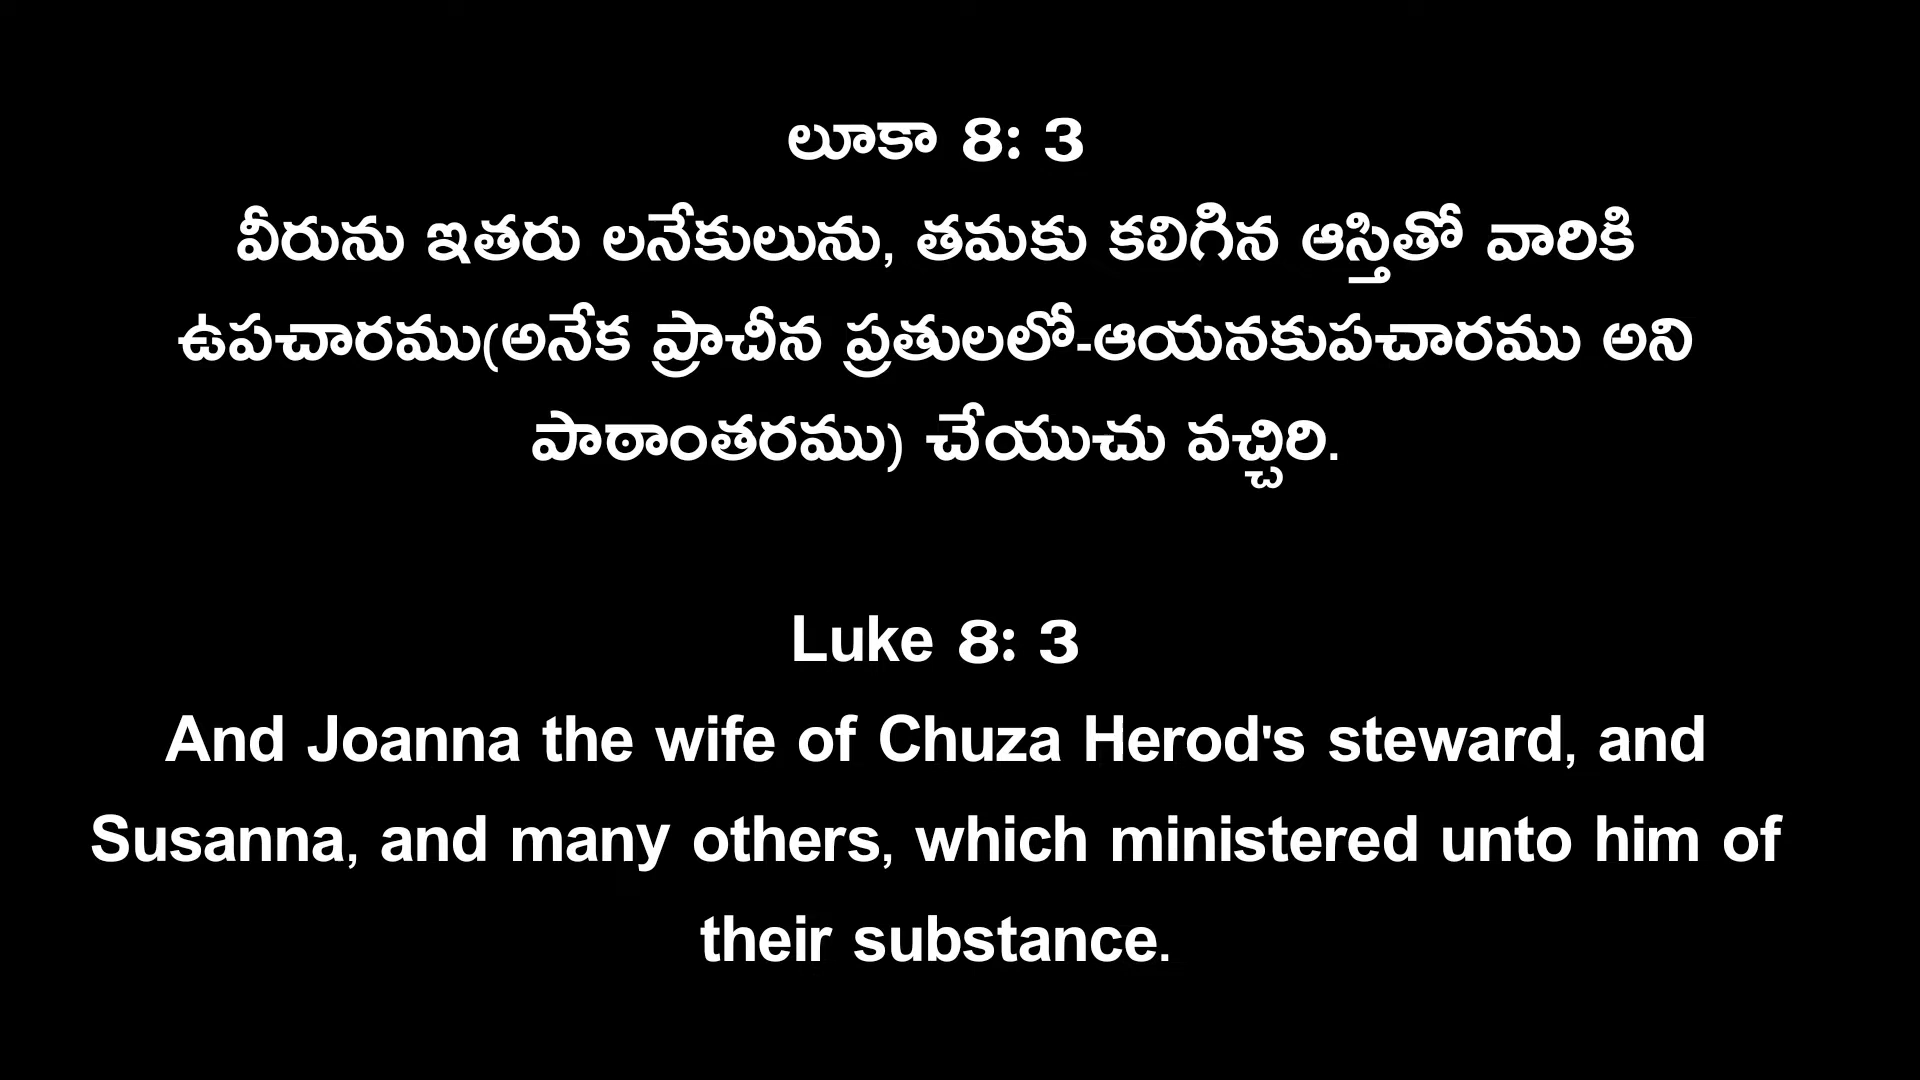 లూకా 8: 3
వీరును ఇతరు లనేకులును, తమకు కలిగిన ఆస్తితో వారికి
ఉపచారము(అనేక ప్రాచీన ప్రతులలో-ఆయనకుపచారము అని
పాఠాంతరము) చేయుచు వచ్చిరి.
Luke 8: 3
And Joanna the wife of Chuza Herod's steward, and
Susanna, and many others, which ministered unto him of
their substance.